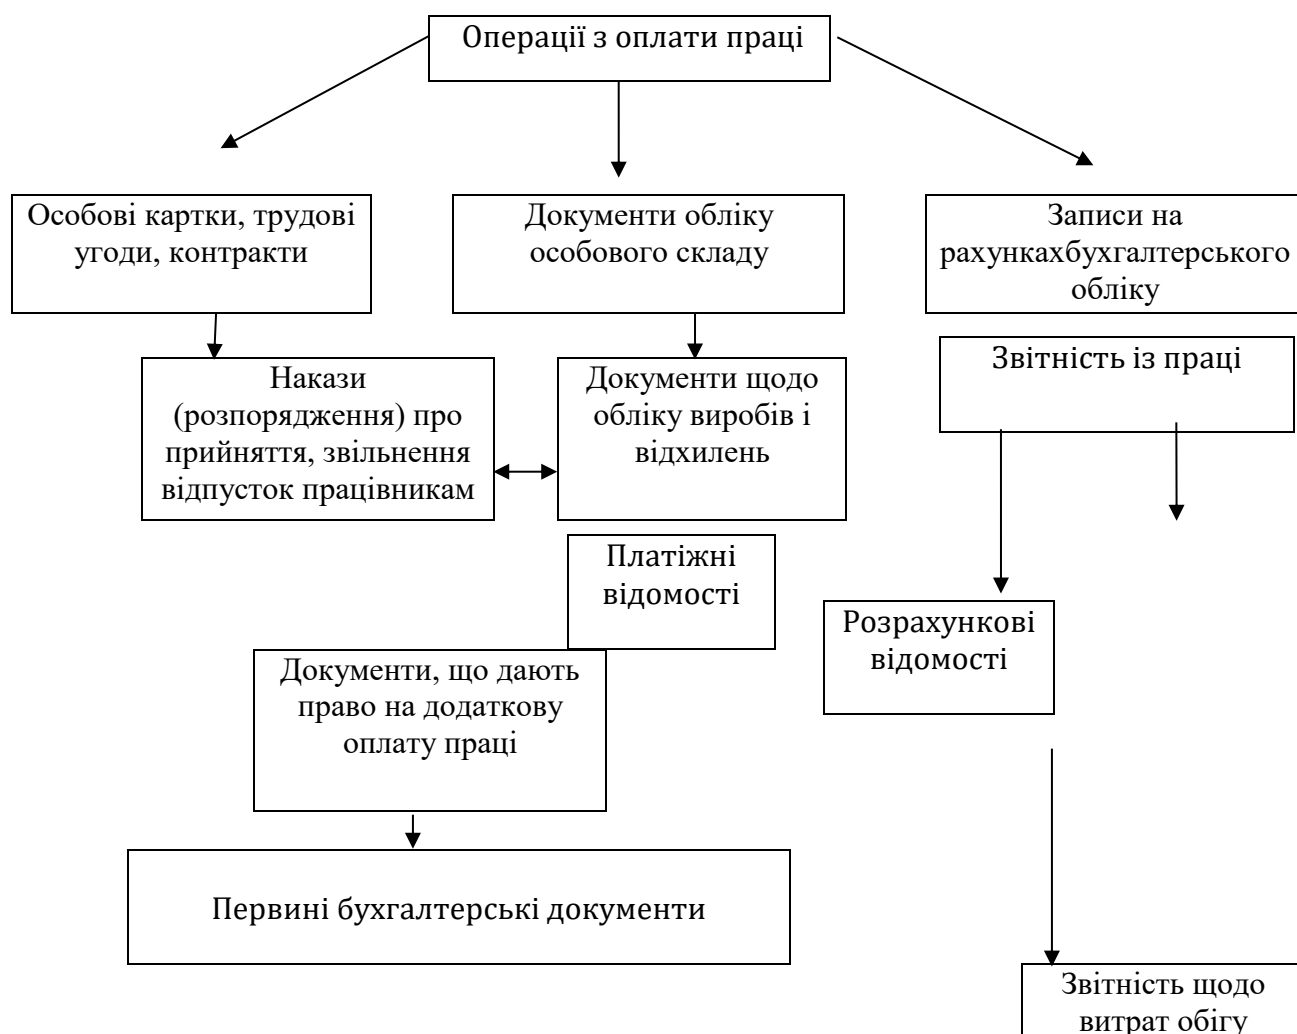 Операції з оплати праці
Особові картки, трудові
угоди, контракти
Документи обліку
особового складу
Записи на
рахункахбухгалтерського
обліку
Накази
(розпорядження) про
прийняття, звільнення
відпусток працівникам
Документи щодо
обліку виробів і
відхилень
Звітність із праці
Платіжні
відомості
Розрахункові
відомості
Документи, що дають
право на додаткову
оплату праці
Первині бухгалтерські документи
Звітність щодо
витрат обігу